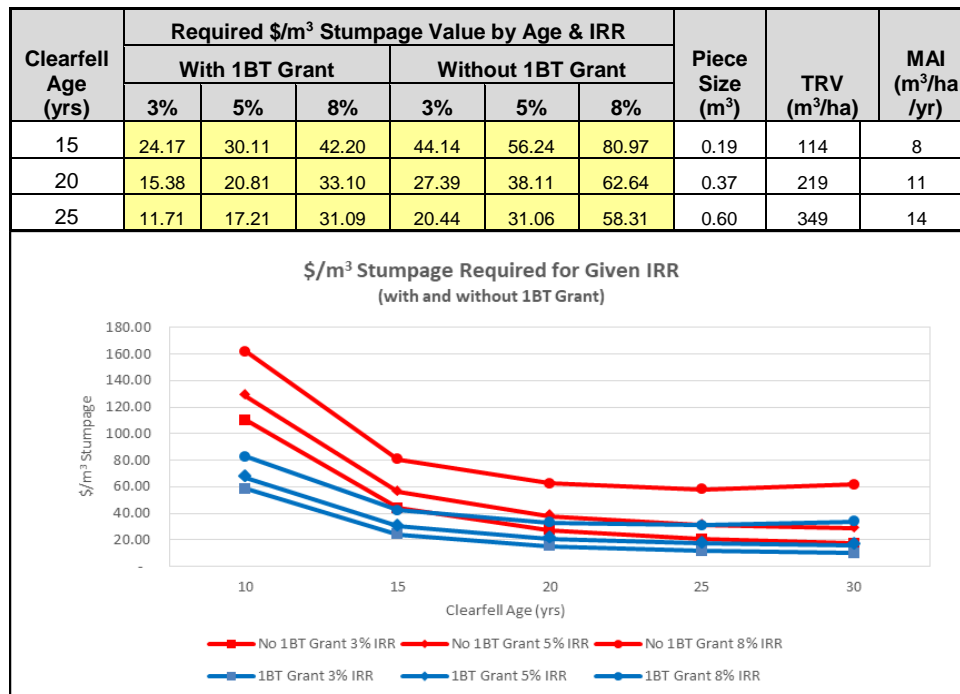 Clearfell Age (yrs)
Required $/m³ Stumpage Value by Age & IRR
Piece Size (m³)
TRV (m³/ha)
MAI (m³/ha /yr)
With 1BT Grant Without 1BT Grant
3% 5% 8% 3% 5% 8%
15 24.17 30.11 42.20 44.14 56.24 80.97 0.19 114 8
20 15.38 20.81 33.10 27.39 38.11 62.64 0.37 219 11
25 11.71 17.21 31.09 20.44 31.06 58.31 0.60 349 14
$/m³ Stumpage Required for Given IRR
(with and without 1BT Grant)
$/m³ Stumpage
180.00
160.00
140.00
120.00
100.00
80.00
60.00
40.00
20.00
-
10 15 20 25 30
Clearfell Age (yrs)
No 1BT Grant 3% IRR No 1BT Grant 5% IRR No 1BT Grant 8% IRR
1BT Grant 3% IRR 1BT Grant 5% IRR 1BT Grant 8% IRR